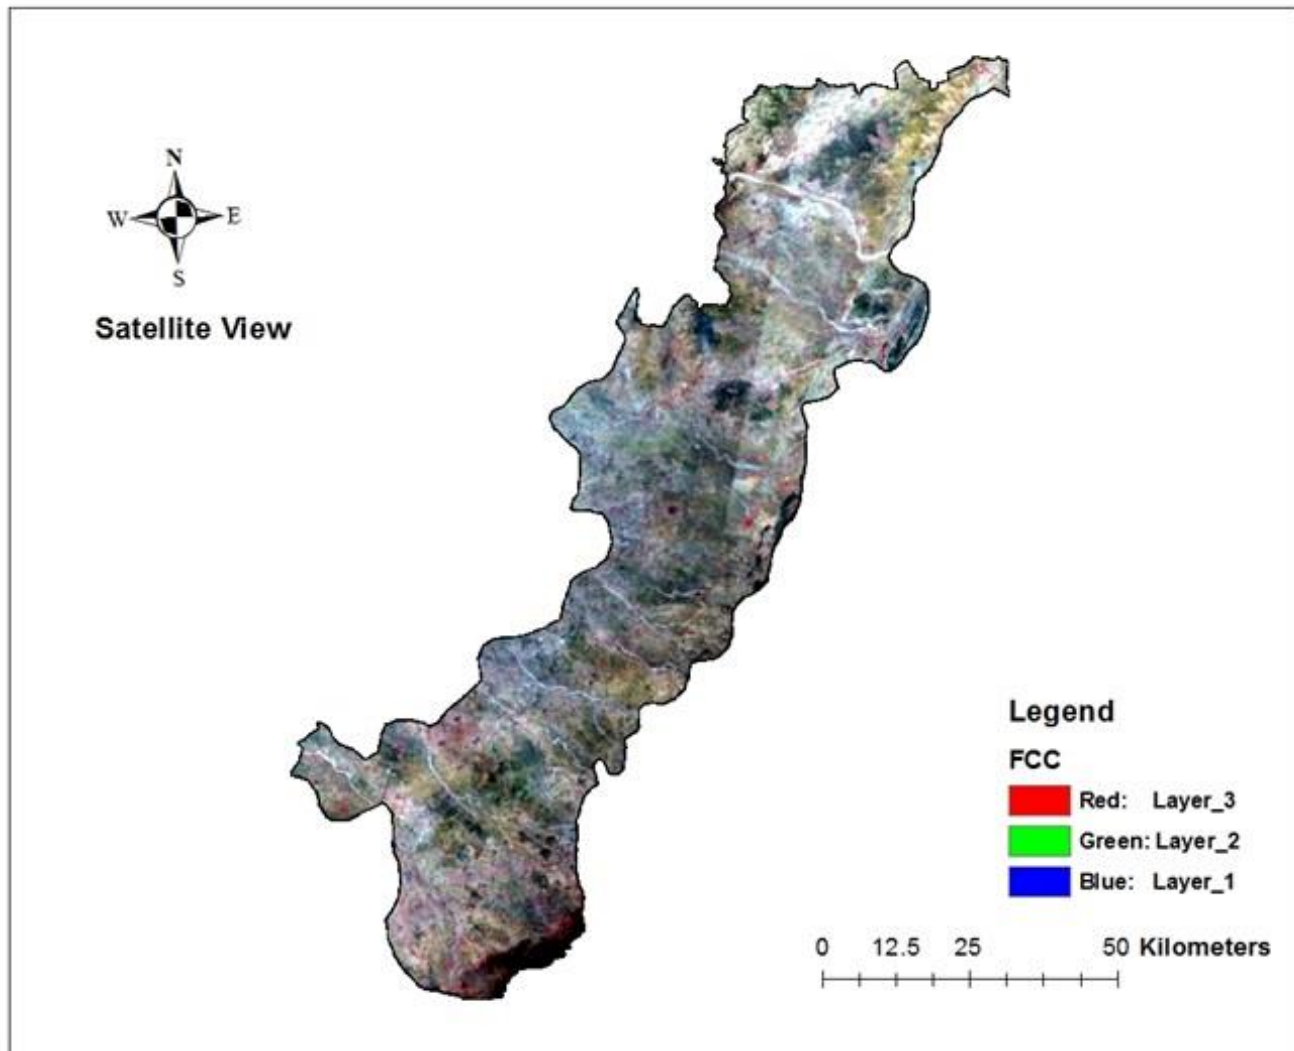 N
W E
S
Satellite View
Legend
FCC
Red: Layer_3
Green: Layer_2
Blue: Layer_1
0 12.5 25 50 Kilometers